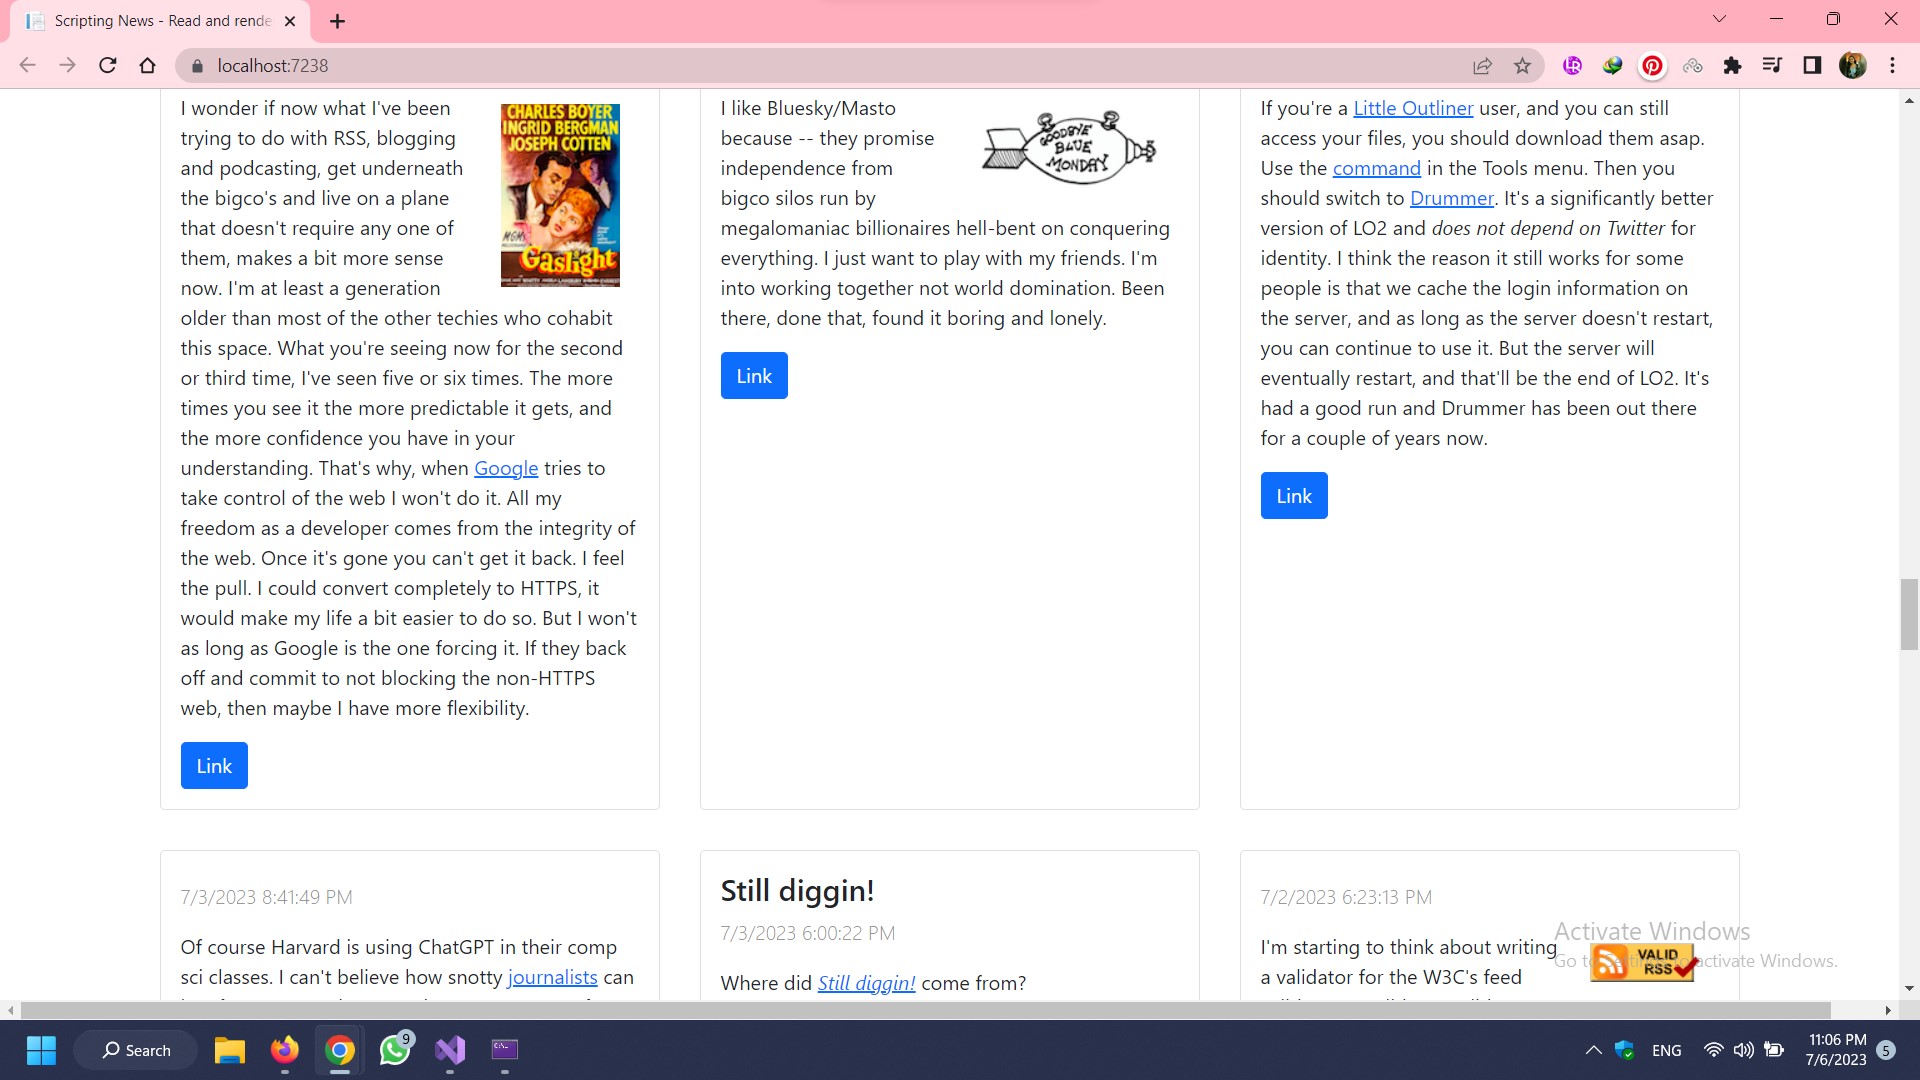 Scripting News - Read and rende
localhost:7238
I wonder if now what I've been
trying to do with RSS, blogging
and podcasting, get underneath
the bigco's and live on a plane
that doesn't require any one of
them, makes a bit more sense
now. I'm at least a generation
older than most of the other techies who cohabit
this space. What you're seeing now for the second
or third time, I've seen five or six times. The more
times you see it the more predictable it gets, and
the more confidence you have in your
understanding. That's why, when Google tries to
take control of the web I won't do it. All my
freedom as a developer comes from the integrity of
the web. Once it's gone you can't get it back. I feel
the pull. I could convert completely to HTTPS, it
would make my life a bit easier to do so. But I won't
as long as Google is the one forcing it. If they back
off and commit to not blocking the non-HTTPS
web, then maybe I have more flexibility.
Link
CHARLES BOYER
INGRID BERGMAN
JOSEPH COTTEN
Gaslight
I like Bluesky/Masto
because -- they promise
independence from
bigco silos run by
megalomaniac billionaires hell-bent on conquering
everything. I just want to play with my friends. I'm
into working together not world domination. Been
there, done that, found it boring and lonely.
Link
GOODBYE
BLUE
MONDAY
If you're a Little Outliner user, and you can still
access your files, you should download them asap.
Use the command in the Tools menu. Then you
should switch to Drummer. It's a significantly better
version of LO2 and does not depend on Twitter for
identity. I think the reason it still works for some
people is that we cache the login information on
the server, and as long as the server doesn't restart,
you can continue to use it. But the server will
eventually restart, and that'll be the end of LO2. It's
had a good run and Drummer has been out there
for a couple of years now.
Link
7/3/2023 8:41:49 PM
Of course Harvard is using ChatGPT in their comp
sci classes. I can't believe how snotty journalists can
Still diggin!
7/3/2023 6:00:22 PM
Where did Still diggin! come from?
7/2/2023 6:23:13 PM
I'm starting to think about writing
a validator for the W3C's feed
VALID
RSS
Activate Windows
Go to activate Windows.
Search
9
ENG
11:06 PM
7/6/2023
5